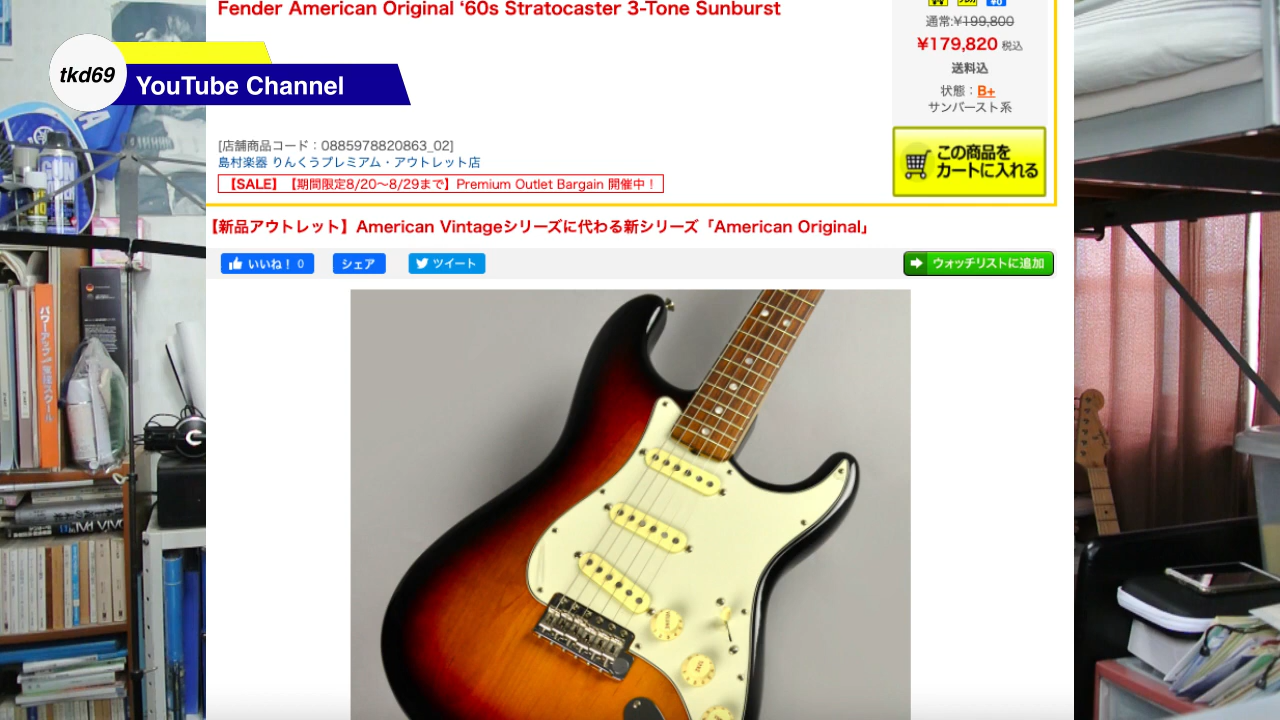 Fender American Original ‘60s Stratocaster 3-Tone Sunburst
通常:¥199,800
¥179,820 税込
送料込
状態：B+
サンバースト系
tkd69
YouTube Channel
[店舗商品コード：0885978820863_02]
島村楽器 りんくうプレミアム・アウトレット店
【SALE】【期間限定8/20〜8/29まで】Premium Outlet Bargain 開催中！
この商品を
カートに入れる
【新品アウトレット】American Vintageシリーズに代わる新シリーズ「American Original」
いいね！ 0
シェア
ツイート
ウォッチリストに追加